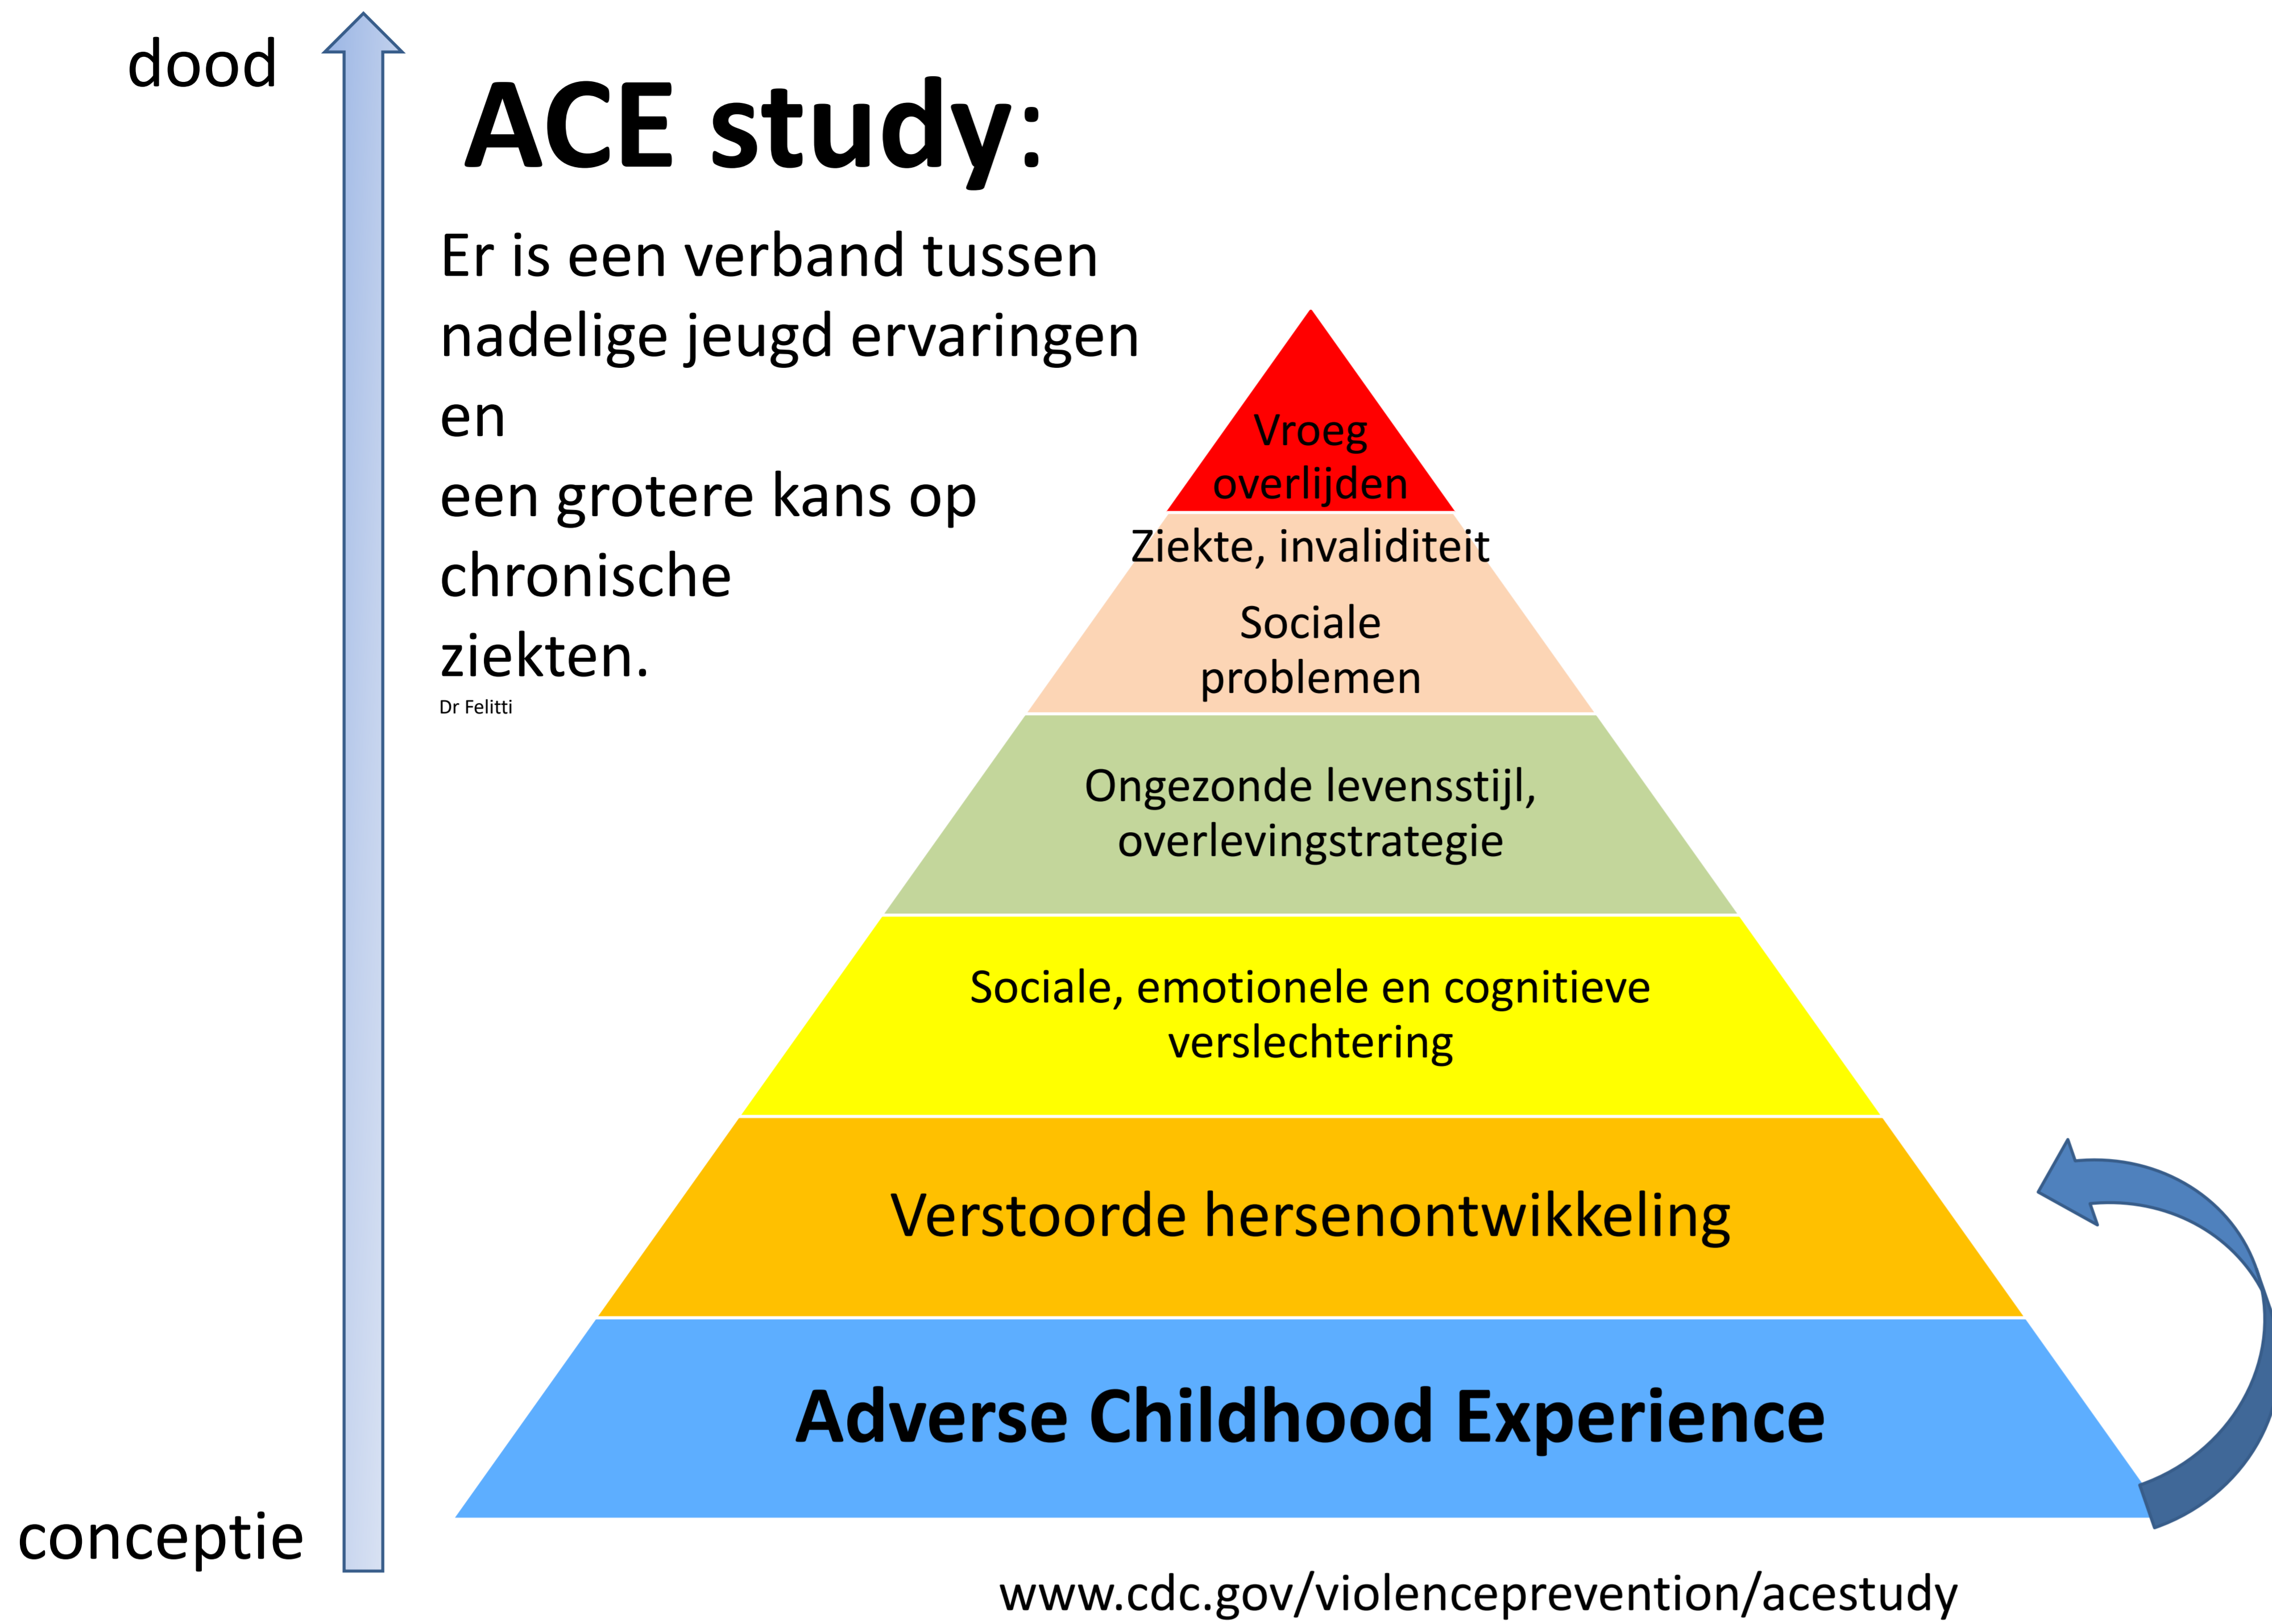 dood
ACE study:
Er is een verband tussen
nadelige jeugd ervaringen
en
een grotere kans op
chronische
ziekten.
Dr Felitti
Vroeg
overlijden
Ziekte, invaliditeit
Sociale
problemen
Ongezonde levensstijl,
overlevingstrategie
Sociale, emotionele en cognitieve
verslechtering
Verstoorde hersenontwikkeling
Adverse Childhood Experience
conceptie
www.cdc.gov/violenceprevention/acestudy